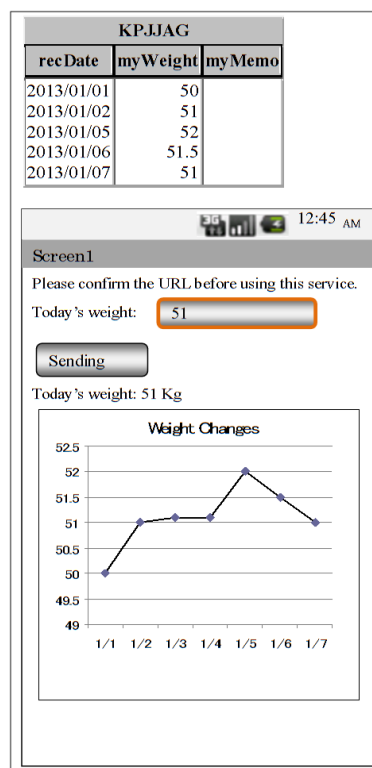 KPJJAG
recDate myWeight myMemo
2013/01/01 50
2013/01/02 51
2013/01/05 52
2013/01/06 51.5
2013/01/07 51
3G 12:45 AM
Screen1
Please confirm the URL before using this service.
Today's weight: 51
Sending
Today's weight: 51 Kg
Weight Changes
52.5
52
51.5
51
50.5
50
49.5
49
1/1 1/2 1/3 1/4 1/5 1/6 1/7